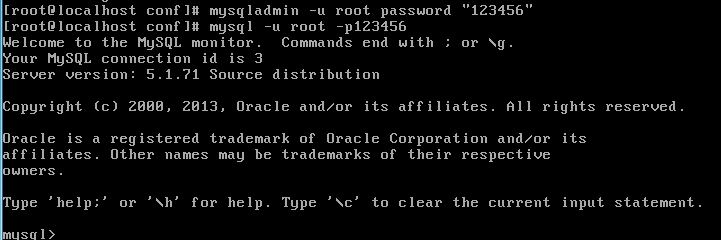 [root@localhost conf]# mysqladmin -u root password "123456"
[root@localhost conf]# mysql -u root -p123456
Welcome to the MySQL monitor.  Commands end with ; or \g.
Your MySQL connection id is 3
Server version: 5.1.71 Source distribution

Copyright (c) 2000, 2013, Oracle and/or its affiliates. All rights reserved.

Oracle is a registered trademark of Oracle Corporation and/or its
affiliates. Other names may be trademarks of their respective
owners.

Type 'help;' or '\h' for help. Type '\c' to clear the current input statement.

mysql>